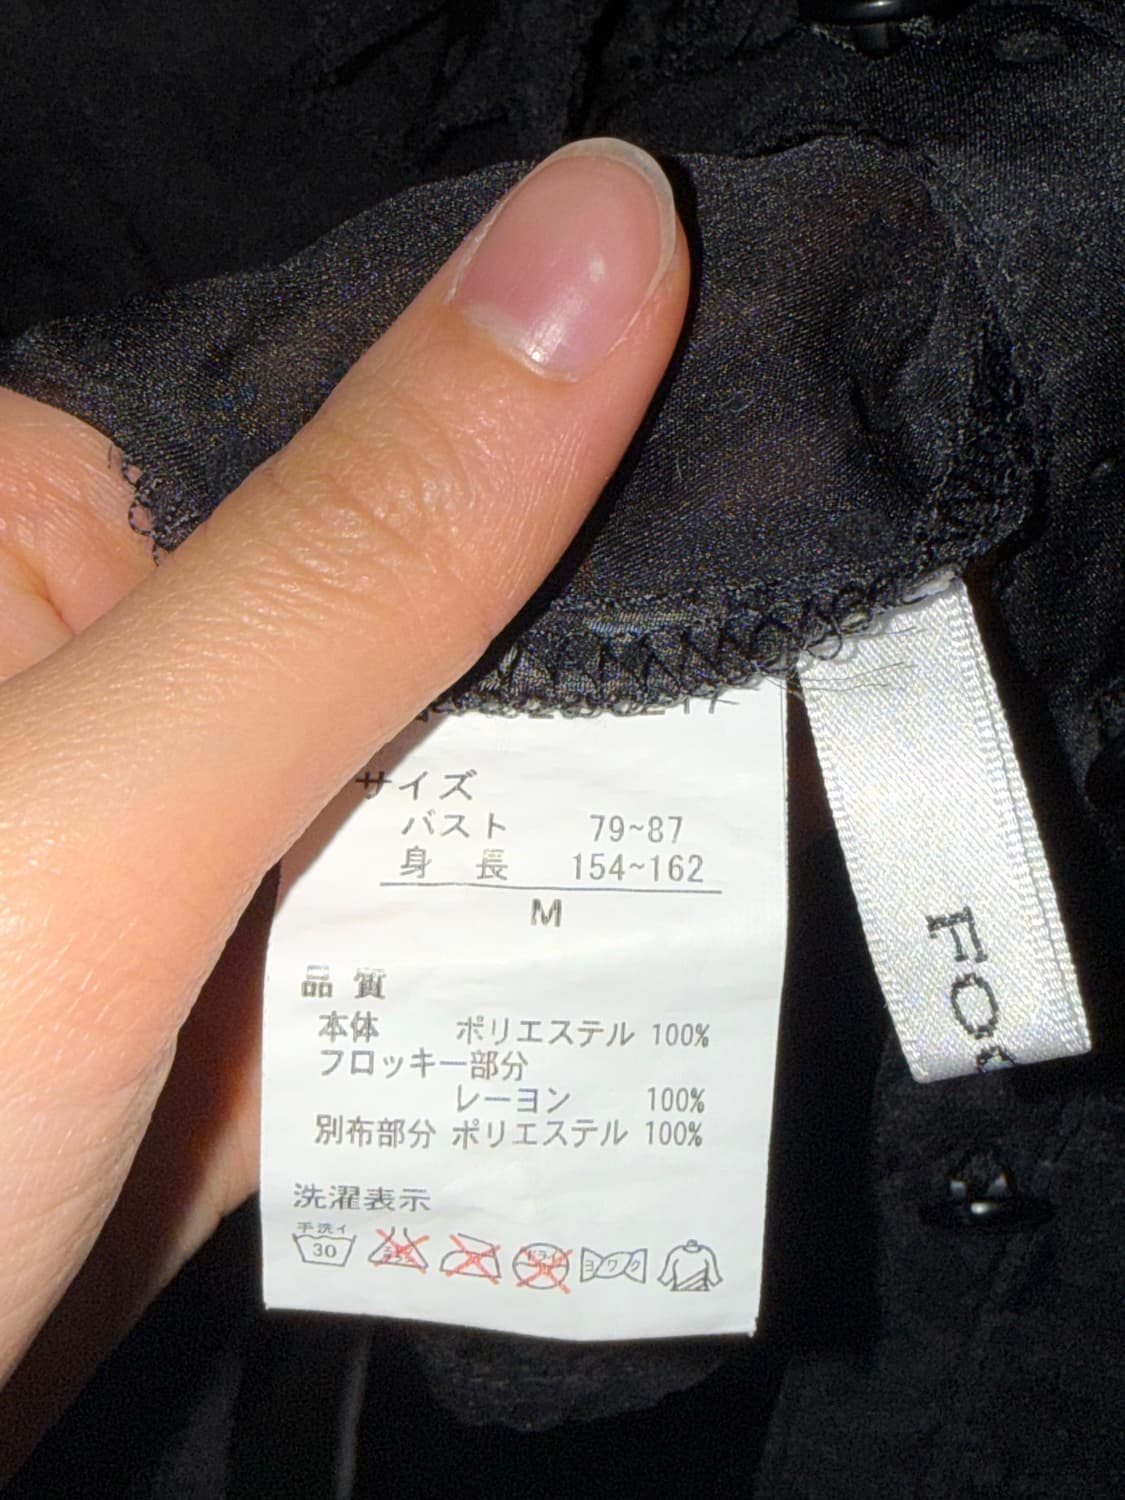 サイズ
バスト 79~87
身 長 154~162
M
品 質
本体 ポリエステル 100%
フロッキー部分
レーヨン 100%
別布部分 ポリエステル 100%
洗濯表示
手洗イ
30
ヨワク